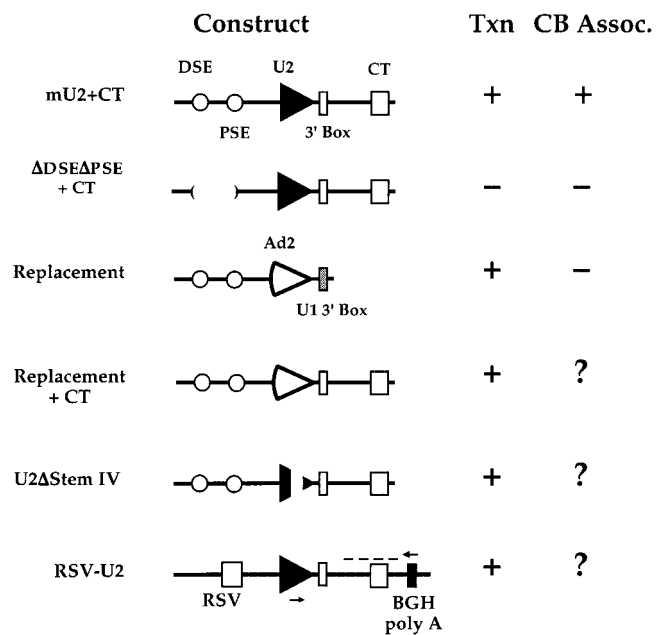 Construct Txn CB Assoc.
DSE U2 CT
mU2+CT + +
PSE 3' Box
ΔDSEΔPSE
+ CT ( ) − −
Ad2
Replacement + −
U1 3' Box
Replacement
+ CT + ?
U2ΔStem IV + ?
RSV-U2 + ?
RSV BGH
poly A